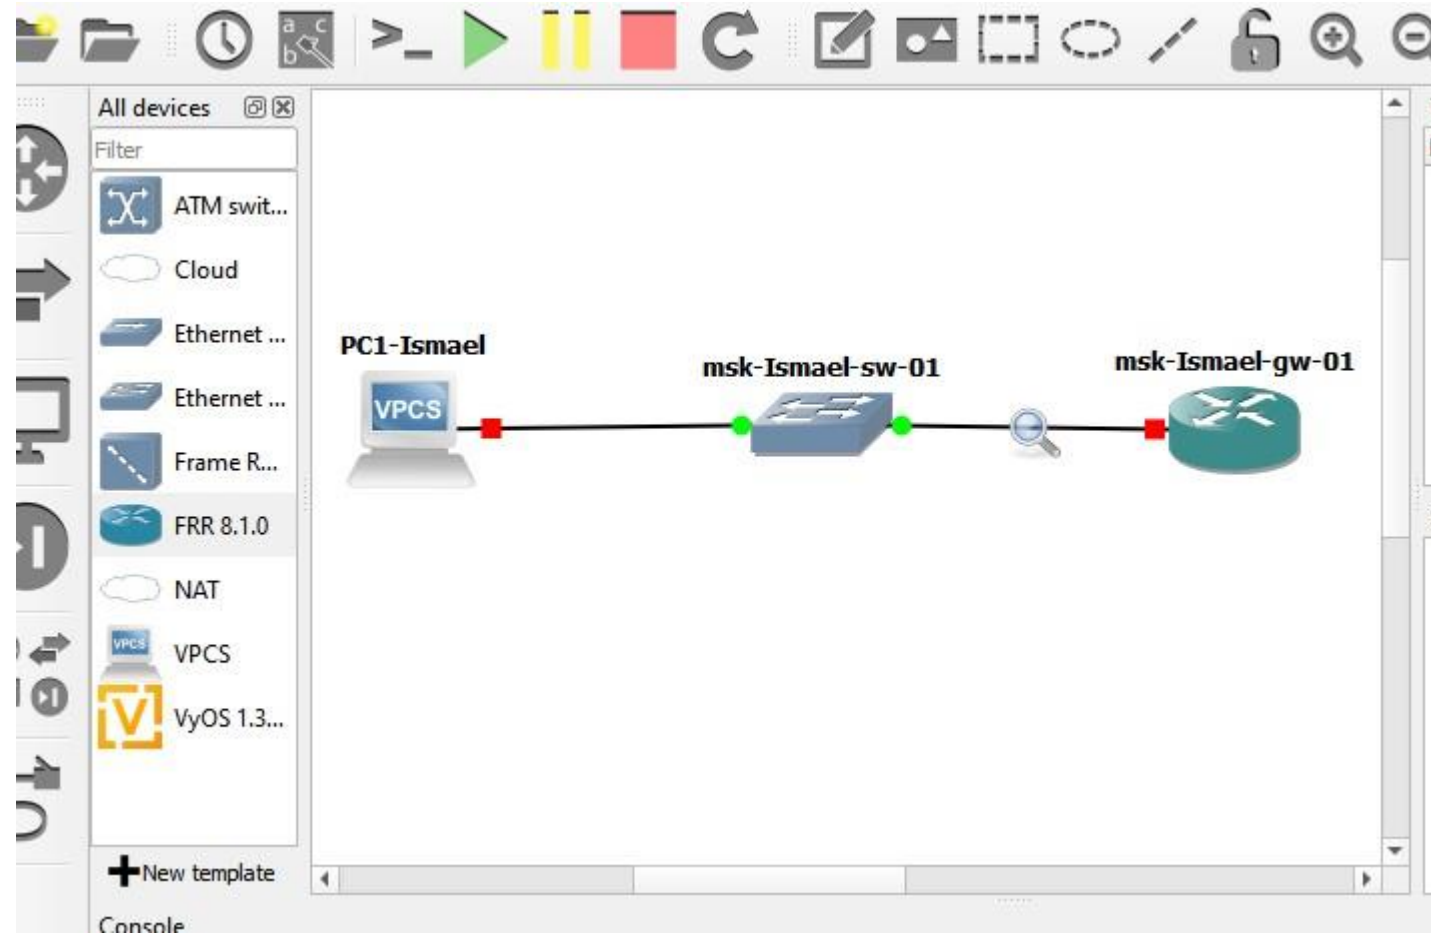 a c
b
All devices
Filter
ATM swit...
Cloud
Ethernet ...
Ethernet ...
Frame R...
FRR 8.1.0
NAT
VPCS
VPCS
V
VyOS 1.3...
New template
Console
PC1-Ismael
VPCS
msk-Ismael-sw-01
msk-Ismael-gw-01